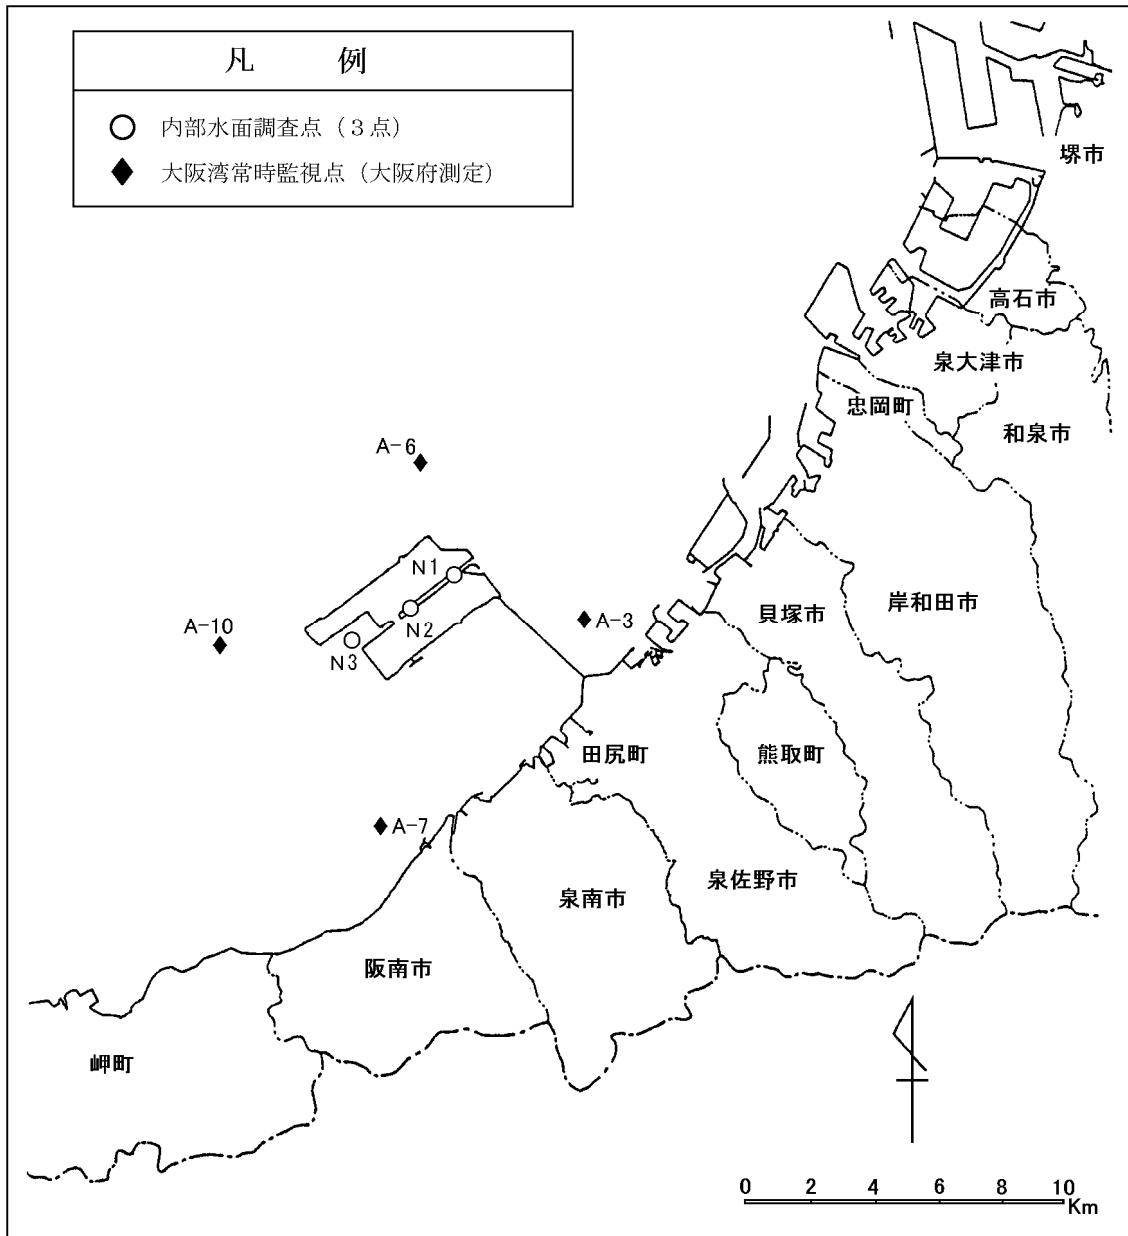 凡　例
内部水面調査点（３点）
大阪湾常時監視点（大阪府測定）
堺市
高石市
泉大津市
忠岡町
和泉市
A-6
N1
岸和田市
貝塚市
A-3
A-10
N2
N3
田尻町
熊取町
A-7
泉佐野市
泉南市
阪南市
岬町
0 2 4 6 8 10
Km